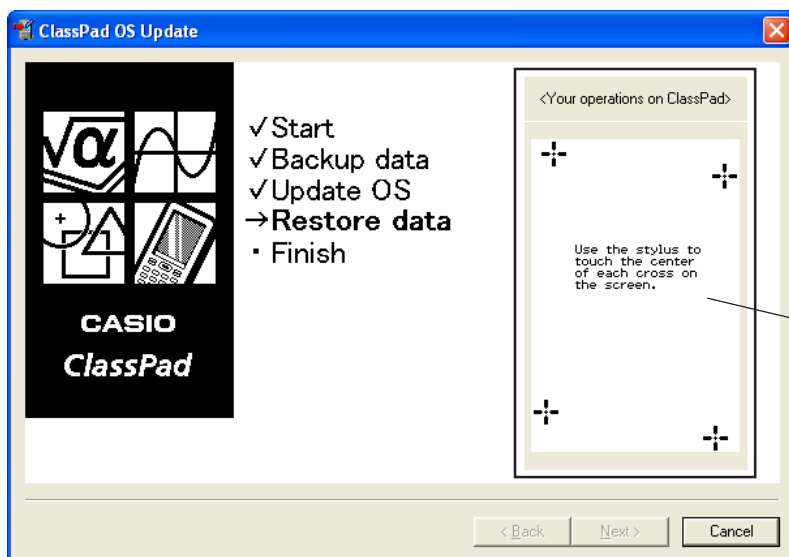 ClassPad OS Update
√α
+
CASIO
ClassPad
√Start
√Backup data
√Update OS
→Restore data
· Finish
<Your operations on ClassPad>
Use the stylus to
touch the center
of each cross on
the screen.
< Back
Next >
Cancel